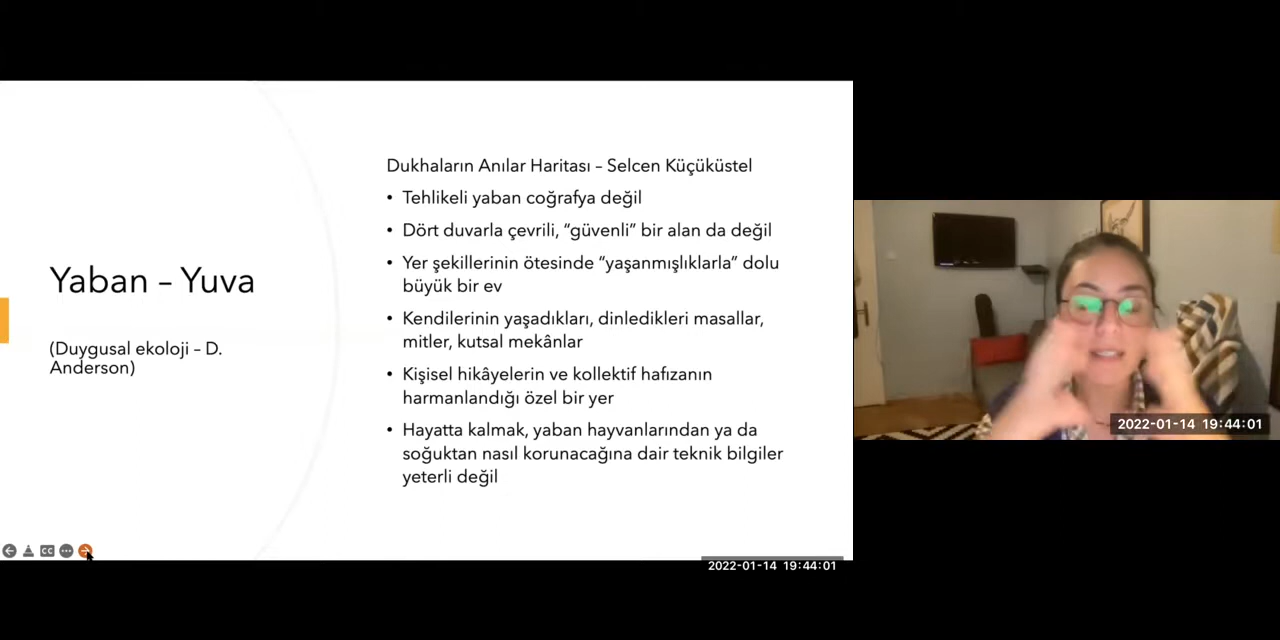 Yaban – Yuva
(Duygusal ekoloji – D.
Anderson)
Dukhaların Anılar Haritası – Selcen Küçüküstel
• Tehlikeli yaban coğrafya değil
• Dört duvarla çevrili, “güvenli” bir alan da değil
• Yer şekillerinin ötesinde “yaşanmışlıklarla” dolu
büyük bir ev
• Kendilerinin yaşadıkları, dinledikleri masallar,
mitler, kutsal mekânlar
• Kişisel hikâyelerin ve kollektif hafızanın
harmanlandığı özel bir yer
• Hayatta kalmak, yaban hayvanlarından ya da
soğuktan nasıl korunacağına dair teknik bilgiler
yeterli değil
CC
2022-01-14 19:44:01
2022-01-14 19:44:01